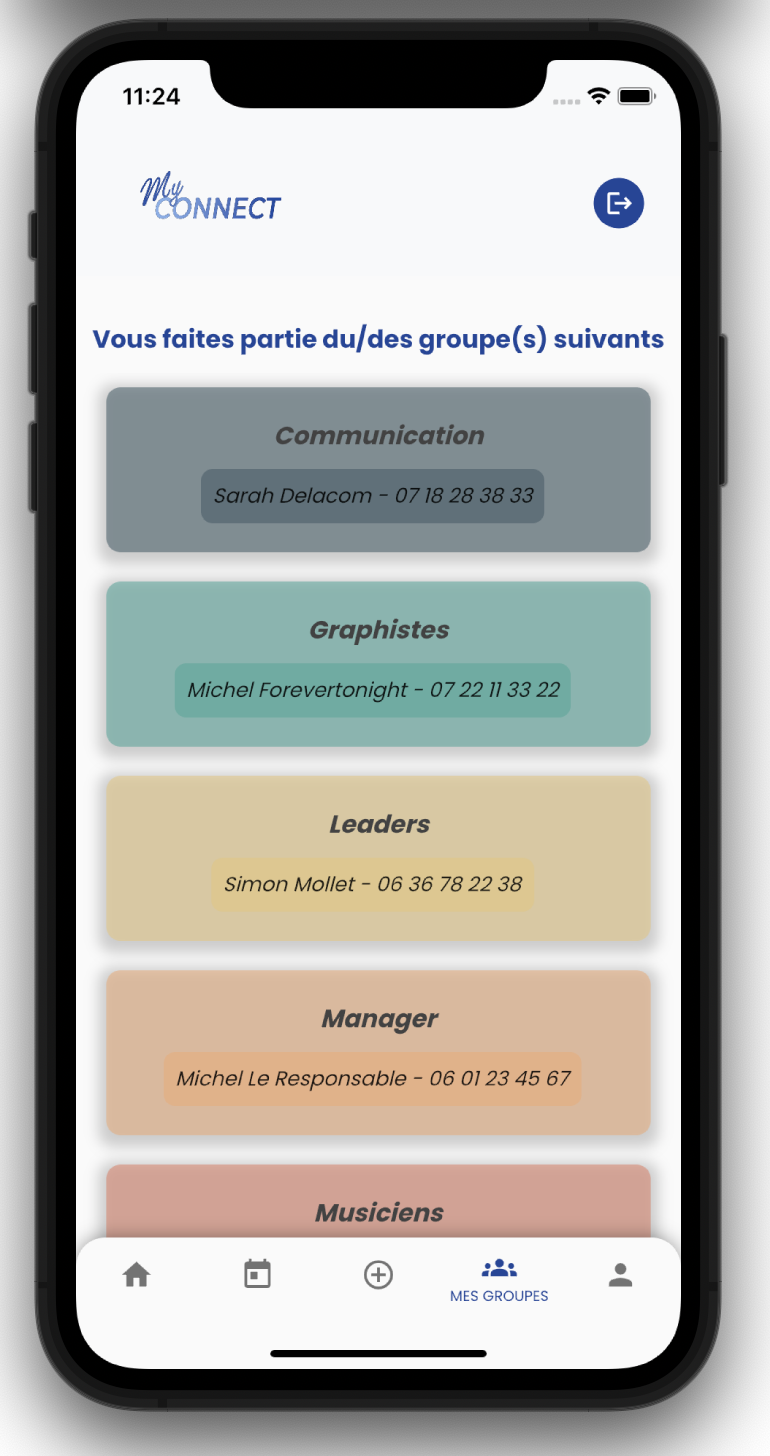 11:24
My
CONNECT
Vous faites partie du/des groupe(s) suivants
Communication
Sarah Delacom - 07 18 28 38 33
Graphistes
Michel Forevertonight - 07 22 11 33 22
Leaders
Simon Mollet - 06 36 78 22 38
Manager
Michel Le Responsable - 06 01 23 45 67
Musiciens
MES GROUPES